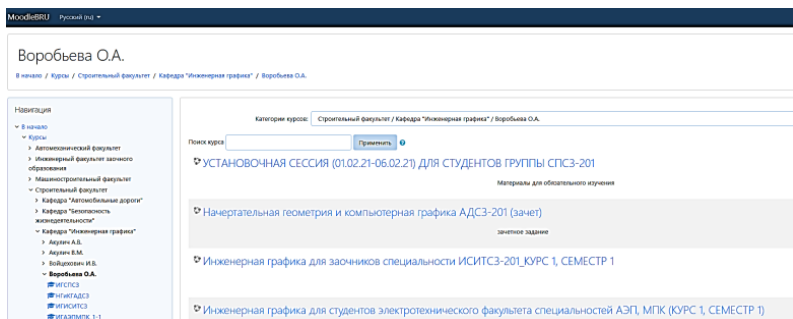 MoodleBRU Русский (ru)
Воробьева О.А.
В начало / Курсы / Строительный факультет / Кафедра "Инженерная графика" / Воробьева О.А.
Навигация
В начало
Курсы
Автомеханический факультет
Инженерный факультет заочного
образования
Машиностроительный факультет
Строительный факультет
Кафедра "Автомобильные дороги"
Кафедра "Безопасность
жизнедеятельности"
Кафедра "Инженерная графика"
Акулич А.В.
Акулич В.М.
Войцехович И.В.
Воробьева О.А.
ИГСПСЗ
НГИКГАДСЗ
ИГИСИТСЗ
ИГАЭПМПК_1-1
Категории курсов: Строительный факультет / Кафедра "Инженерная графика" / Воробьева О.А.
Поиск курса Применить
УСТАНОВОЧНАЯ СЕССИЯ (01.02.21-06.02.21) ДЛЯ СТУДЕНТОВ ГРУППЫ СПСЗ-201
Материалы для обязательного изучения
Начертательная геометрия и компьютерная графика АДСЗ-201 (зачет)
зачетное задание
Инженерная графика для заочников специальности ИСИТСЗ-201_КУРС 1, СЕМЕСТР 1
Инженерная графика для студентов электротехнического факультета специальностей АЭП, МПК (КУРС 1, СЕМЕСТР 1)